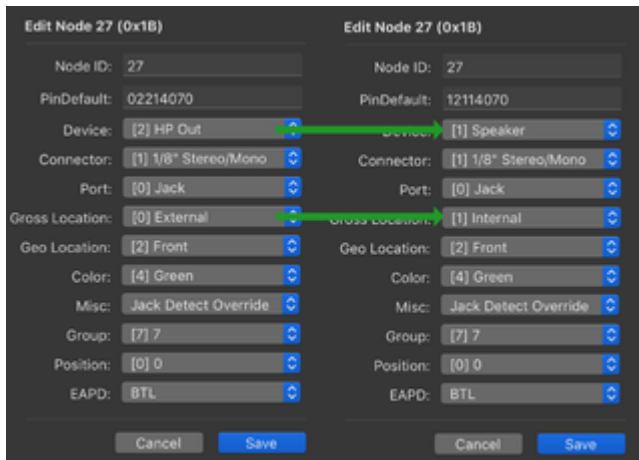 Edit Node 27 (0x1B)
Node ID: 27
PinDefault: 02214070
Device: [2] HP Out
Connector: [1] 1/8" Stereo/Mono
Port: [0] Jack
Gross Location: [0] External
Geo Location: [2] Front
Color: [4] Green
Misc: Jack Detect Override
Group: [7] 7
Position: [0] 0
EAPD: BTL
Cancel Save
Edit Node 27 (0x1B)
Node ID: 27
PinDefault: 12114070
Device: [1] Speaker
Connector: [1] 1/8" Stereo/Mono
Port: [0] Jack
Gross Location: [1] Internal
Geo Location: [2] Front
Color: [4] Green
Misc: Jack Detect Override
Group: [7] 7
Position: [0] 0
EAPD: BTL
Cancel Save